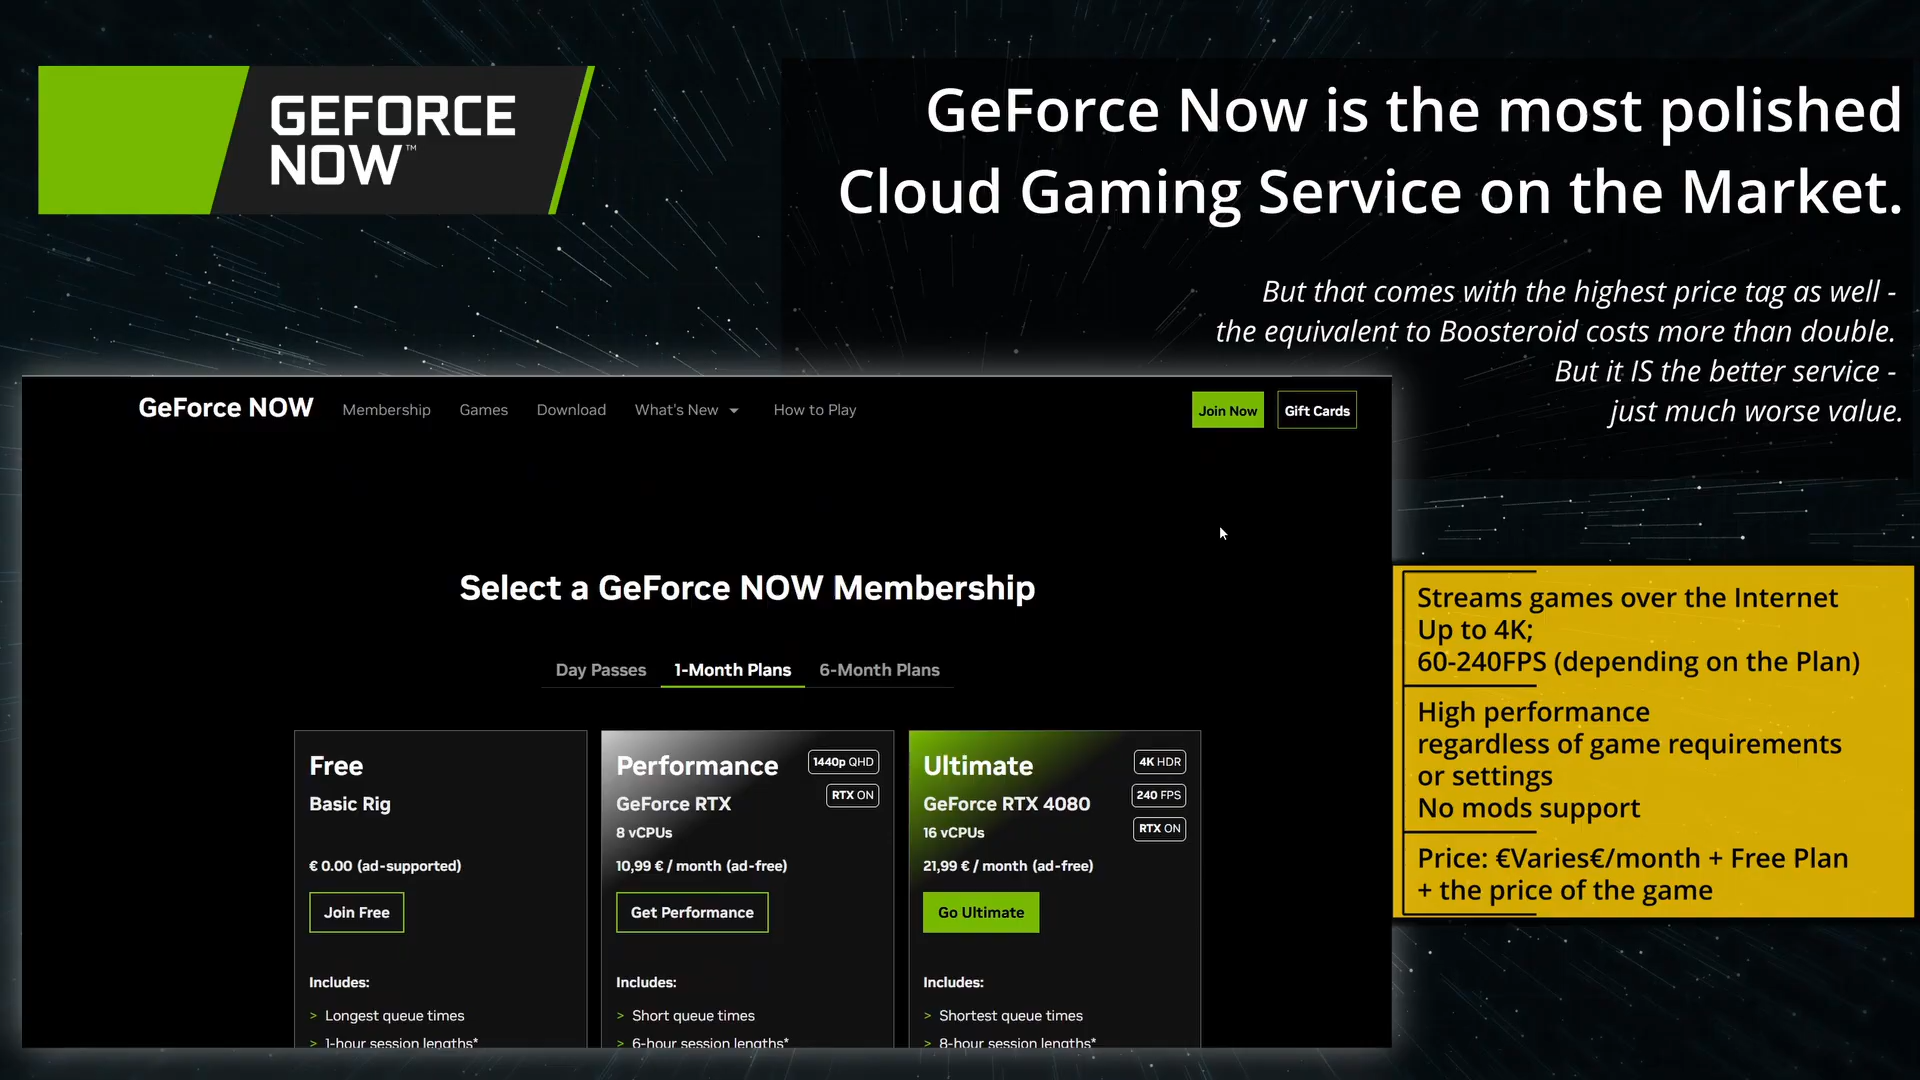 GEFORCE
NOW™
GeForce Now is the most polished
Cloud Gaming Service on the Market.
But that comes with the highest price tag as well -
the equivalent to Boosteroid costs more than double.
But it IS the better service -
just much worse value.
GeForce NOW Membership Games Download What's New How to Play Join Now Gift Cards
Select a GeForce NOW Membership
Day Passes 1-Month Plans 6-Month Plans
Free
Basic Rig
€ 0.00 (ad-supported)
Join Free
Includes:
> Longest queue times
> 1-hour session lengths*
Performance
1440p QHD
RTX ON
GeForce RTX
8 vCPUs
10,99 € / month (ad-free)
Get Performance
Includes:
> Short queue times
> 6-hour session lengths*
Ultimate
4K HDR
240 FPS
RTX ON
GeForce RTX 4080
16 vCPUs
21,99 € / month (ad-free)
Go Ultimate
Includes:
> Shortest queue times
> 8-hour session lengths*
Streams games over the Internet
Up to 4K;
60-240FPS (depending on the Plan)
High performance
regardless of game requirements
or settings
No mods support
Price: €Varies€/month + Free Plan
+ the price of the game